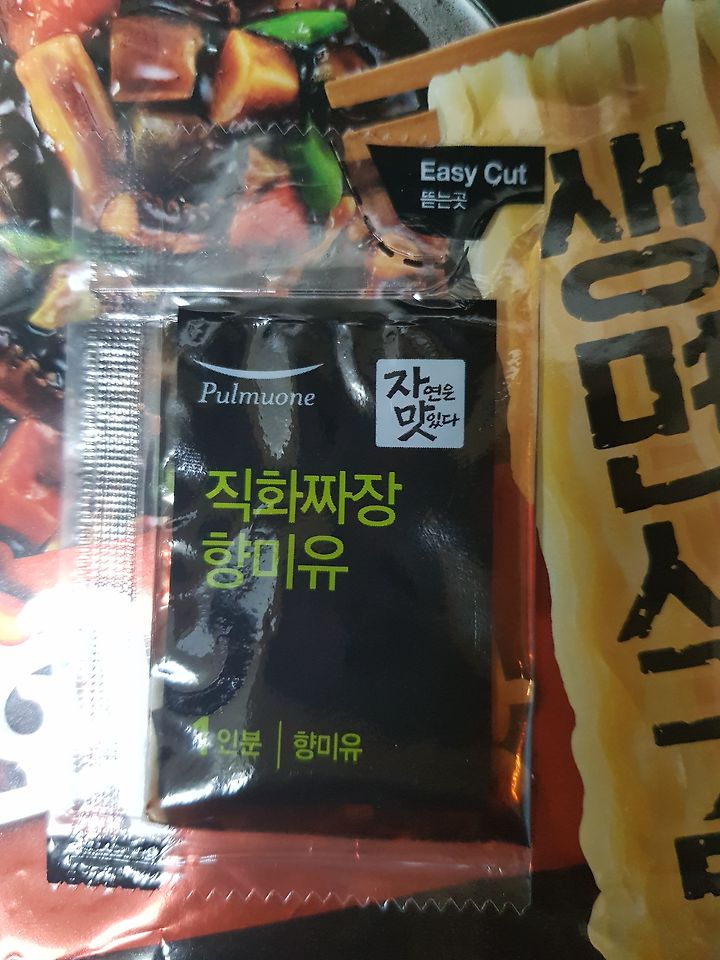 Easy Cut
뜯는곳
Pulmuone
자연은
맛있다
직화짜장
향미유
1인분 | 향미유
생면식